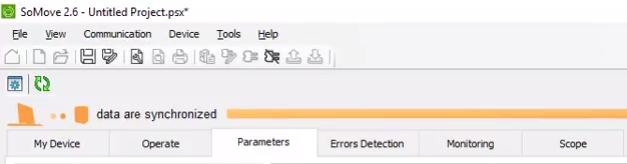 SoMove 2.6 - Untitled Project.psx*
File View Communication Device Tools Help
data are synchronized
My Device Operate Parameters Errors Detection Monitoring Scope